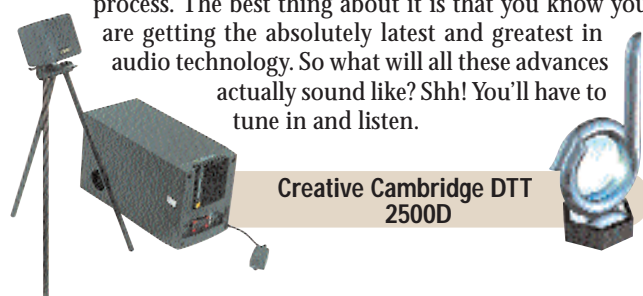 process. The best thing about it is that you know you
are getting the absolutely latest and greatest in
audio technology. So what will all these advances
actually sound like? Shh! You'll have to
tune in and listen.
Creative Cambridge DTT
2500D